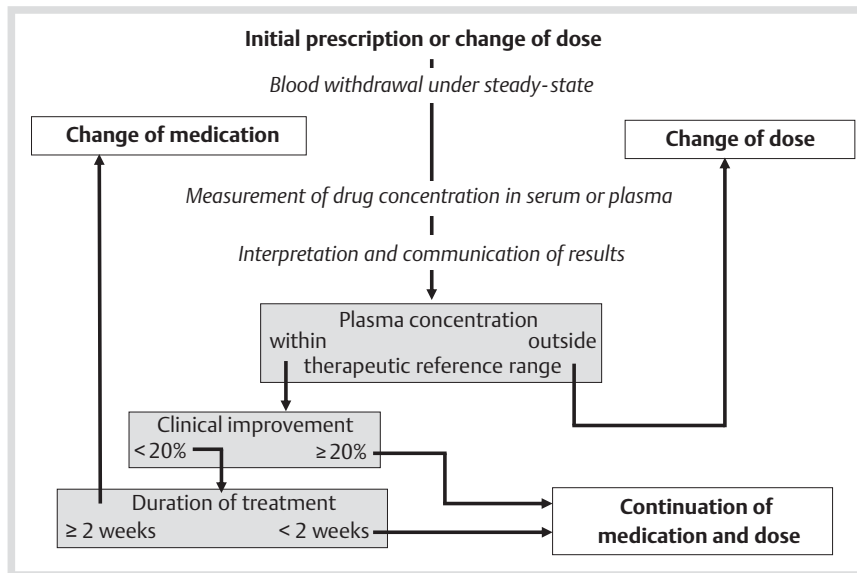 Initial prescription or change of dose
Blood withdrawal under steady-state
Change of medication
Change of dose
Measurement of drug concentration in serum or plasma
Interpretation and communication of results
Plasma concentration
within outside
therapeutic reference range
Clinical improvement
< 20% ≥ 20%
Duration of treatment
≥ 2 weeks < 2 weeks
Continuation of
medication and dose